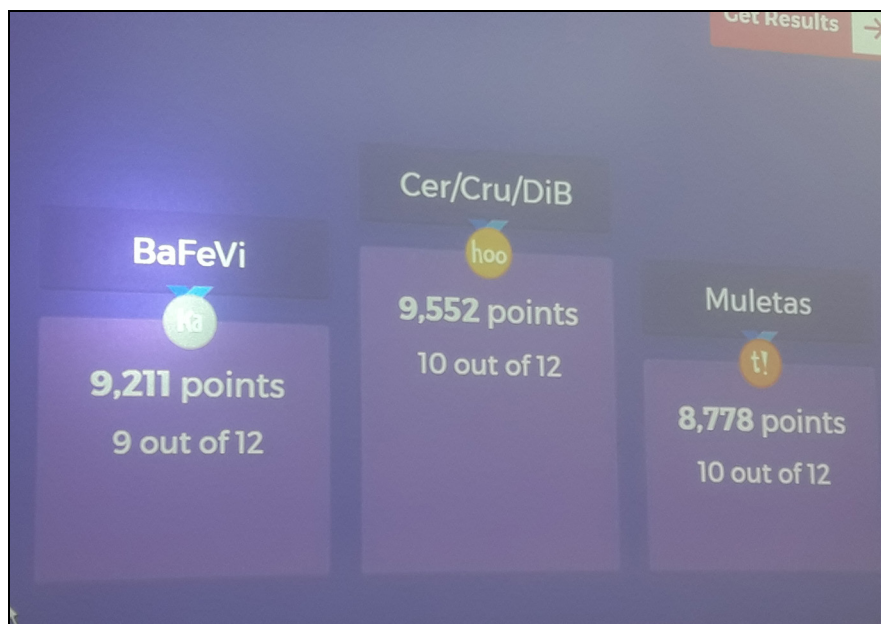 Get Results
Cer/Cru/DiB
hoo
9,552 points
10 out of 12
BaFeVi
Ka
9,211 points
9 out of 12
Muletas
t!
8,778 points
10 out of 12